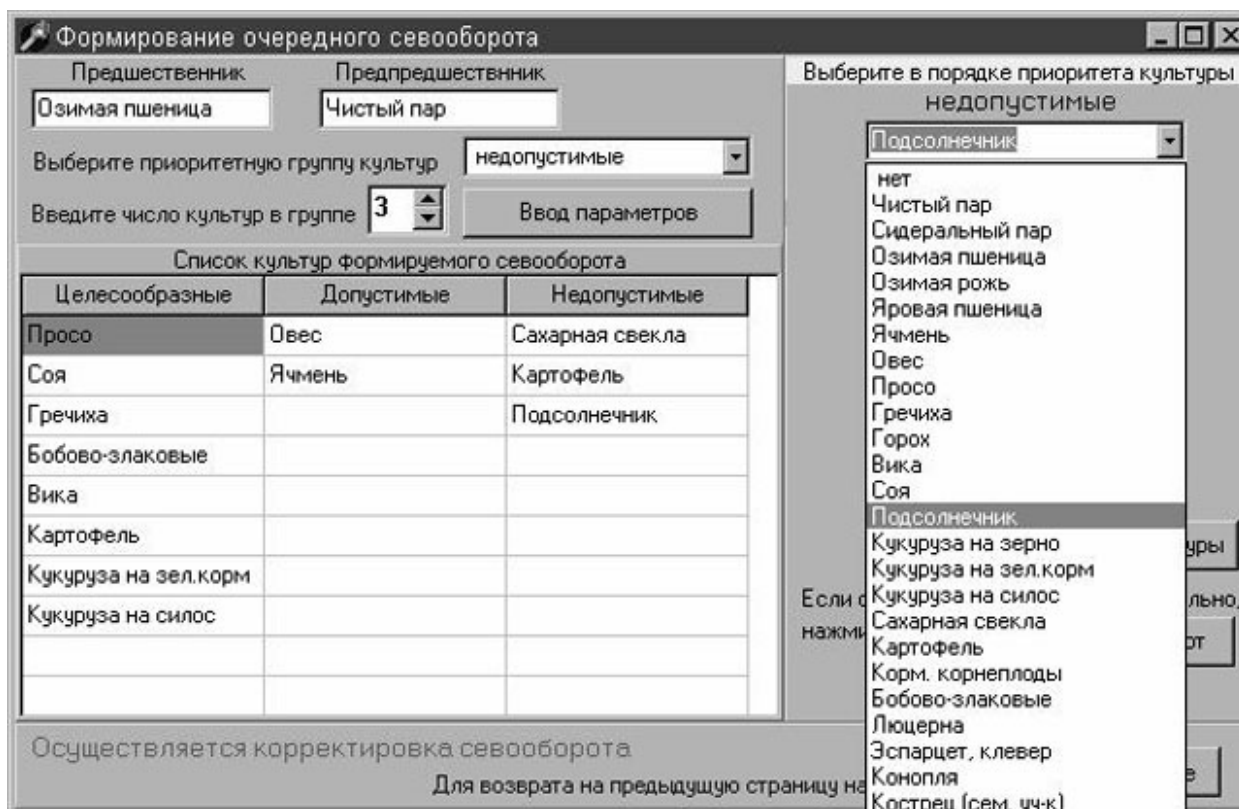 Формирование очередного севооборота
Предшественник Предпредшествнник
Озимая пшеница Чистый пар
Выберите приоритетную группу культур недопустимые
Введите число культур в группе 3 Ввод параметров
Список культур формируемого севооборота
Целесообразные Допустимые Недопустимые
Просо Овес Сахарная свекла
Соя Ячмень Картофель
Гречиха Подсолнечник
Бобово-злаковые
Вика
Картофель
Кукуруза на зел.корм
Кукуруза на силос
Выберите в порядке приоритета культуры
недопустимые
Подсолнечник
нет
Чистый пар
Сидеральный пар
Озимая пшеница
Озимая рожь
Яровая пшеница
Ячмень
Овес
Просо
Гречиха
Горох
Вика
Соя
Подсолнечник
Кукуруза на зерно
Кукуруза на зел.корм
Кукуруза на силос
Сахарная свекла
Картофель
Корм. корнеплоды
Бобово-злаковые
Люцерна
Эспарцет, клевер
Конопля
Кострец (сем. уч-к)
Если
Осуществляется корректировка севооборота
Для возврата на предыдущую страницу на